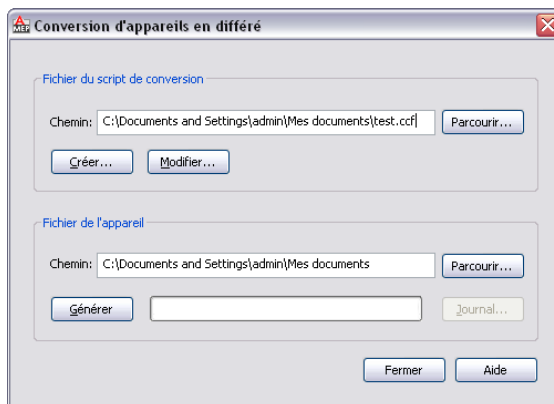 MEP Conversion d'appareils en différé
Fichier du script de conversion
Chemin: C:\Documents and Settings\admin\Mes documents\test.ccf Parcourir...
Créer... Modifier...
Fichier de l'appareil
Chemin: C:\Documents and Settings\admin\Mes documents Parcourir...
Générer Journal...
Fermer Aide